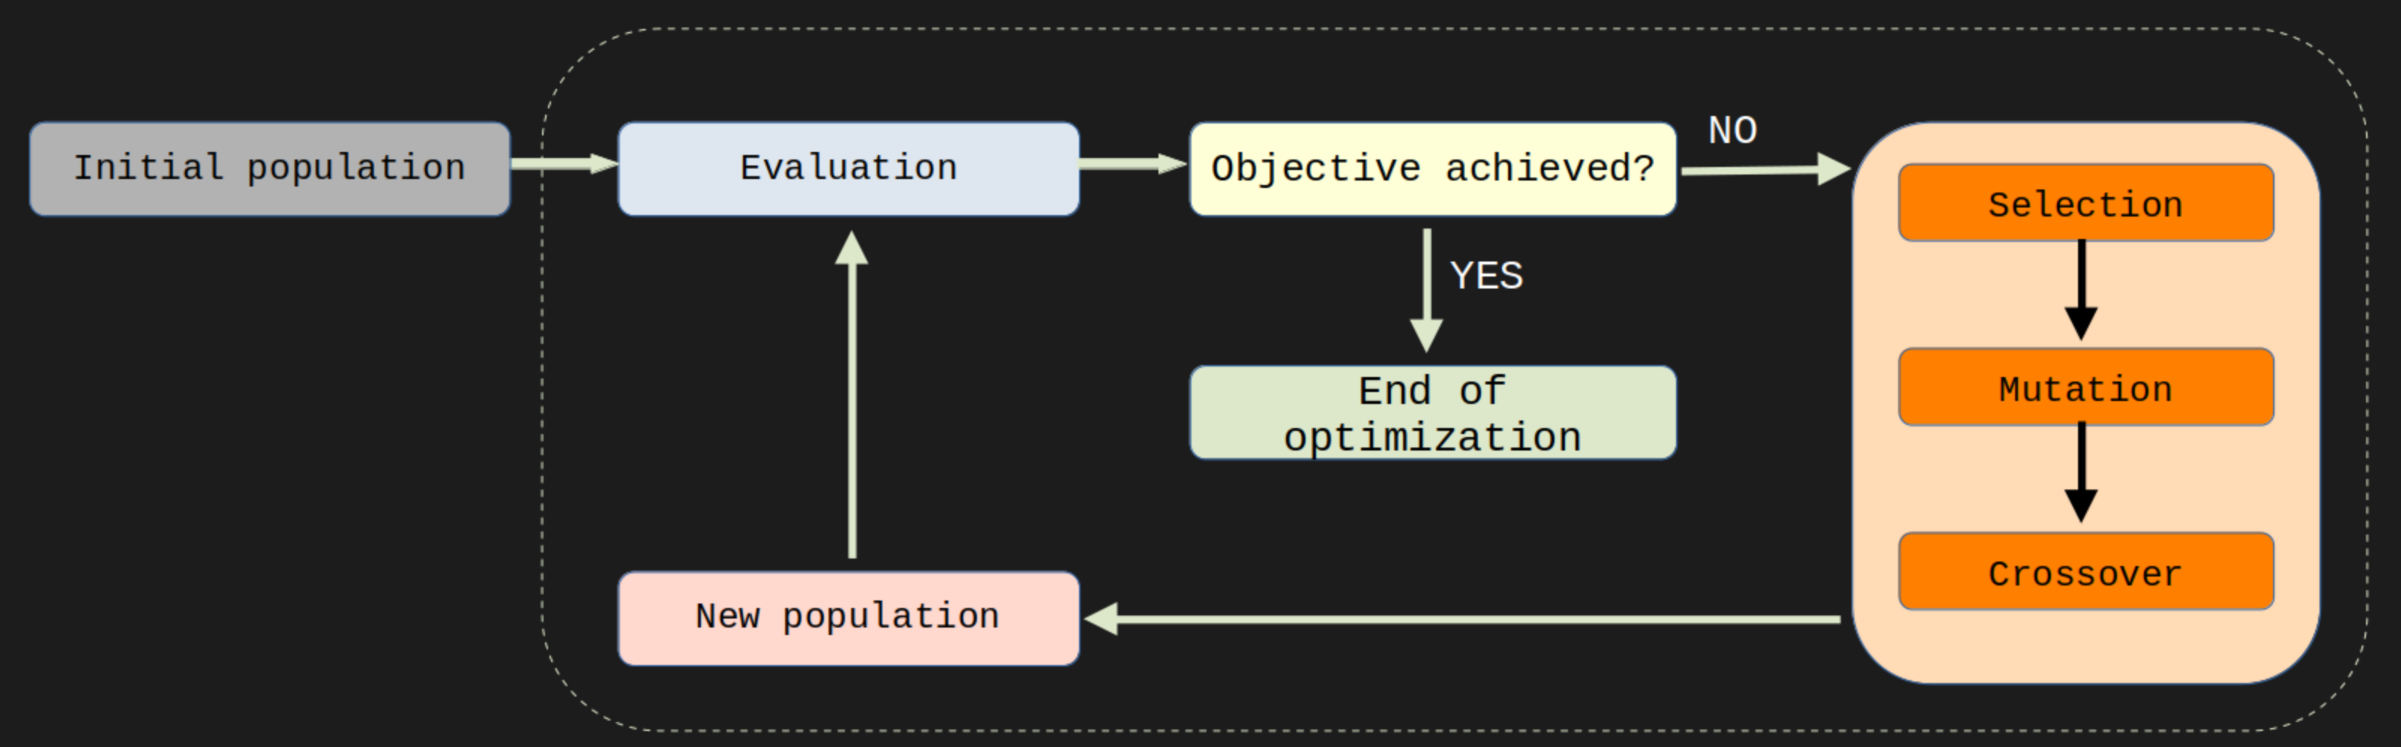 Initial population
Evaluation
Objective achieved?
NO
YES
End of
optimization
Selection
Mutation
Crossover
New population